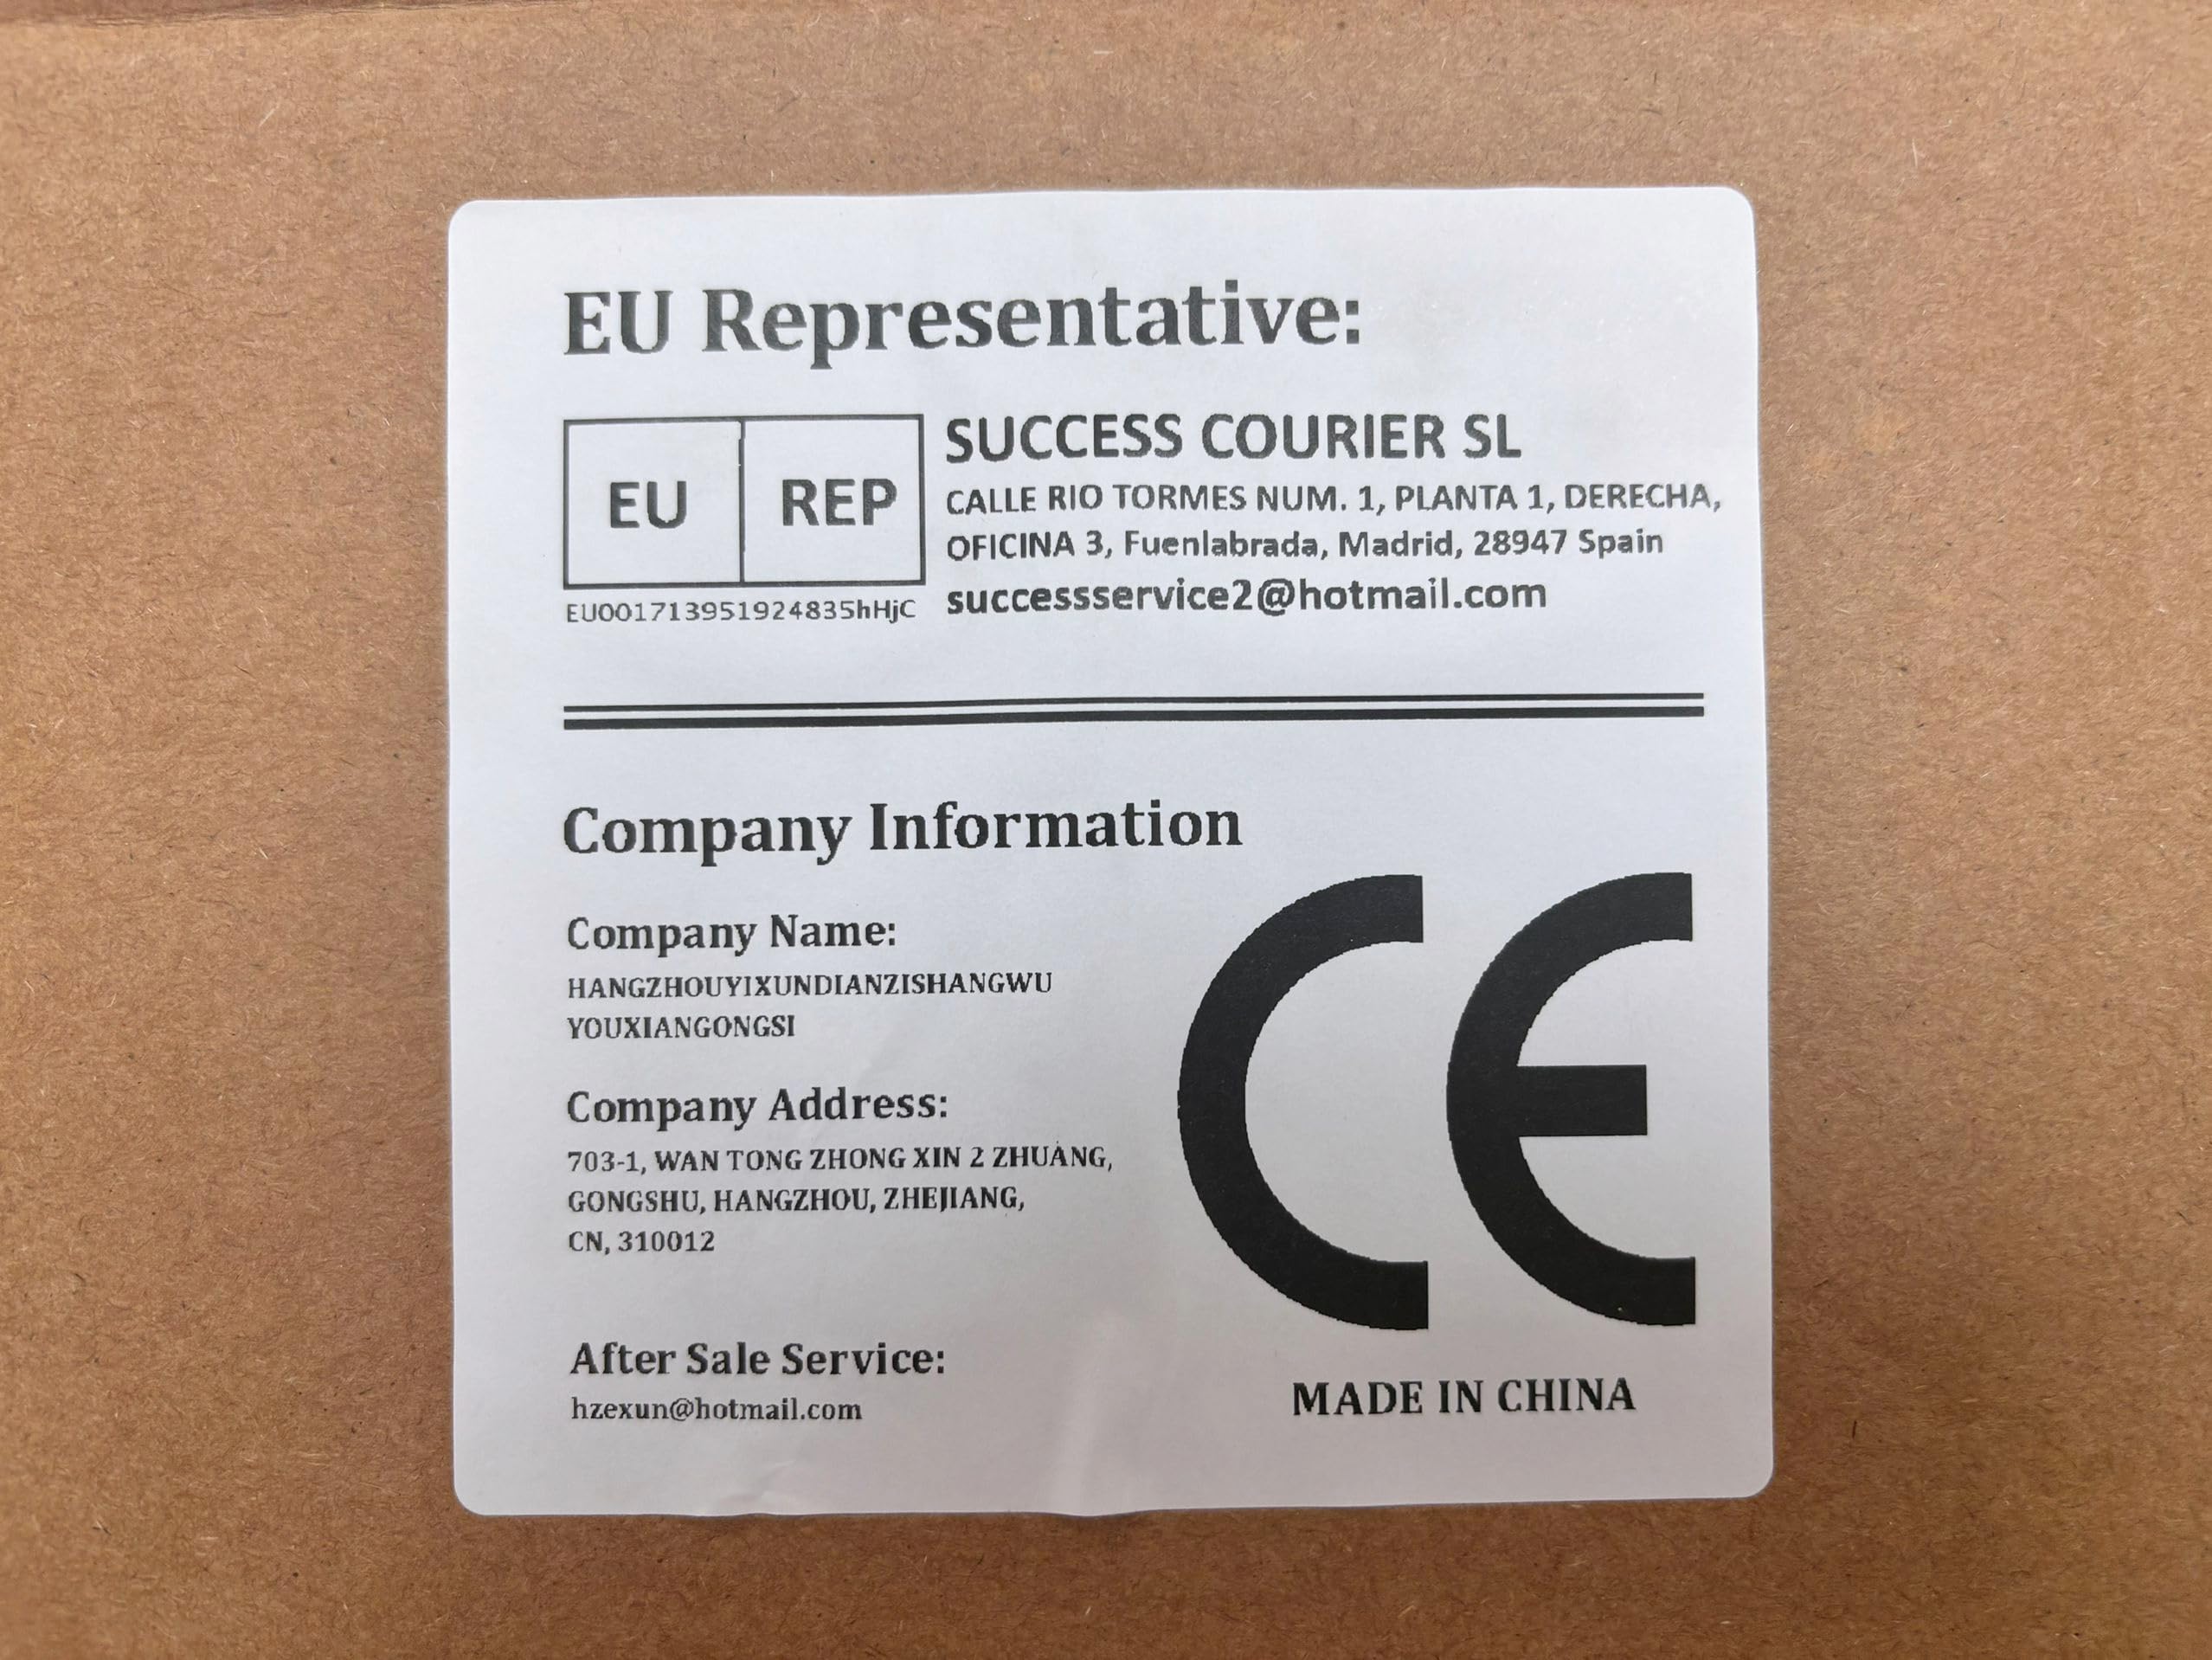 EU Representative:
EU REP
EU001713951924835hHjC
SUCCESS COURIER SL
CALLE RIO TORMES NUM. 1, PLANTA 1, DERECHA,
OFICINA 3, Fuenlabrada, Madrid, 28947 Spain
successservice2@hotmail.com
Company Information
Company Name:
HANGZHOUYIXUNDIANZISHANGWU
YOUXIANGONGSI
Company Address:
703-1, WAN TONG ZHONG XIN 2 ZHUANG,
GONGSHU, HANGZHOU, ZHEJIANG,
CN, 310012
After Sale Service:
hzexun@hotmail.com
CE
MADE IN CHINA